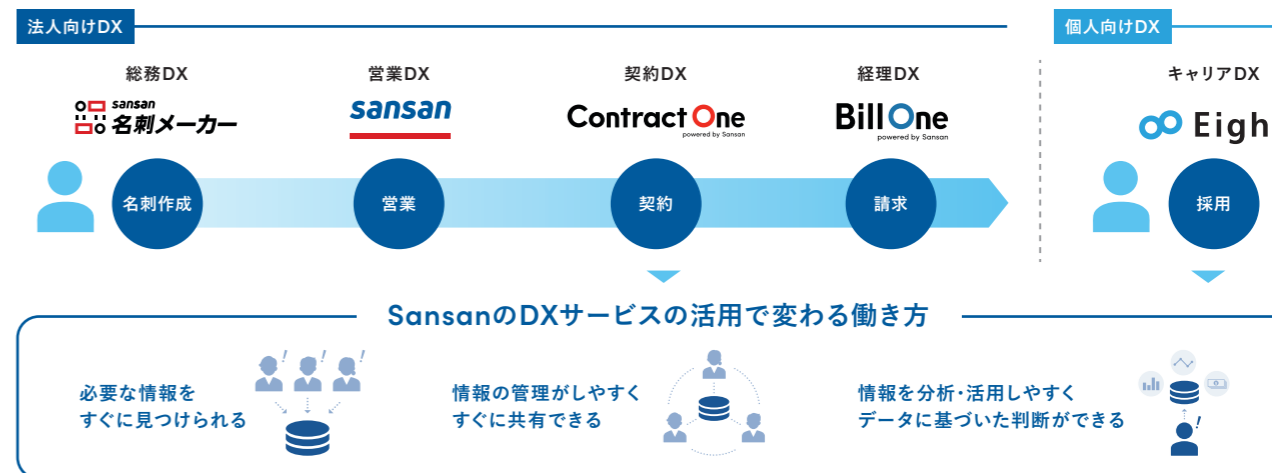 法人向けDX
個人向けDX
総務DX
営業DX
契約DX
経理DX
キャリアDX
sansan
名刺メーカー
sansan
Contract One
powered by Sansan
Bill One
powered by Sansan
Eigh
名刺作成
営業
契約
請求
採用
SansanのDXサービスの活用で変わる働き方
必要な情報を
すぐに見つけられる
情報の管理がしやすく
すぐに共有できる
情報を分析・活用しやすく
データに基づいた判断ができる